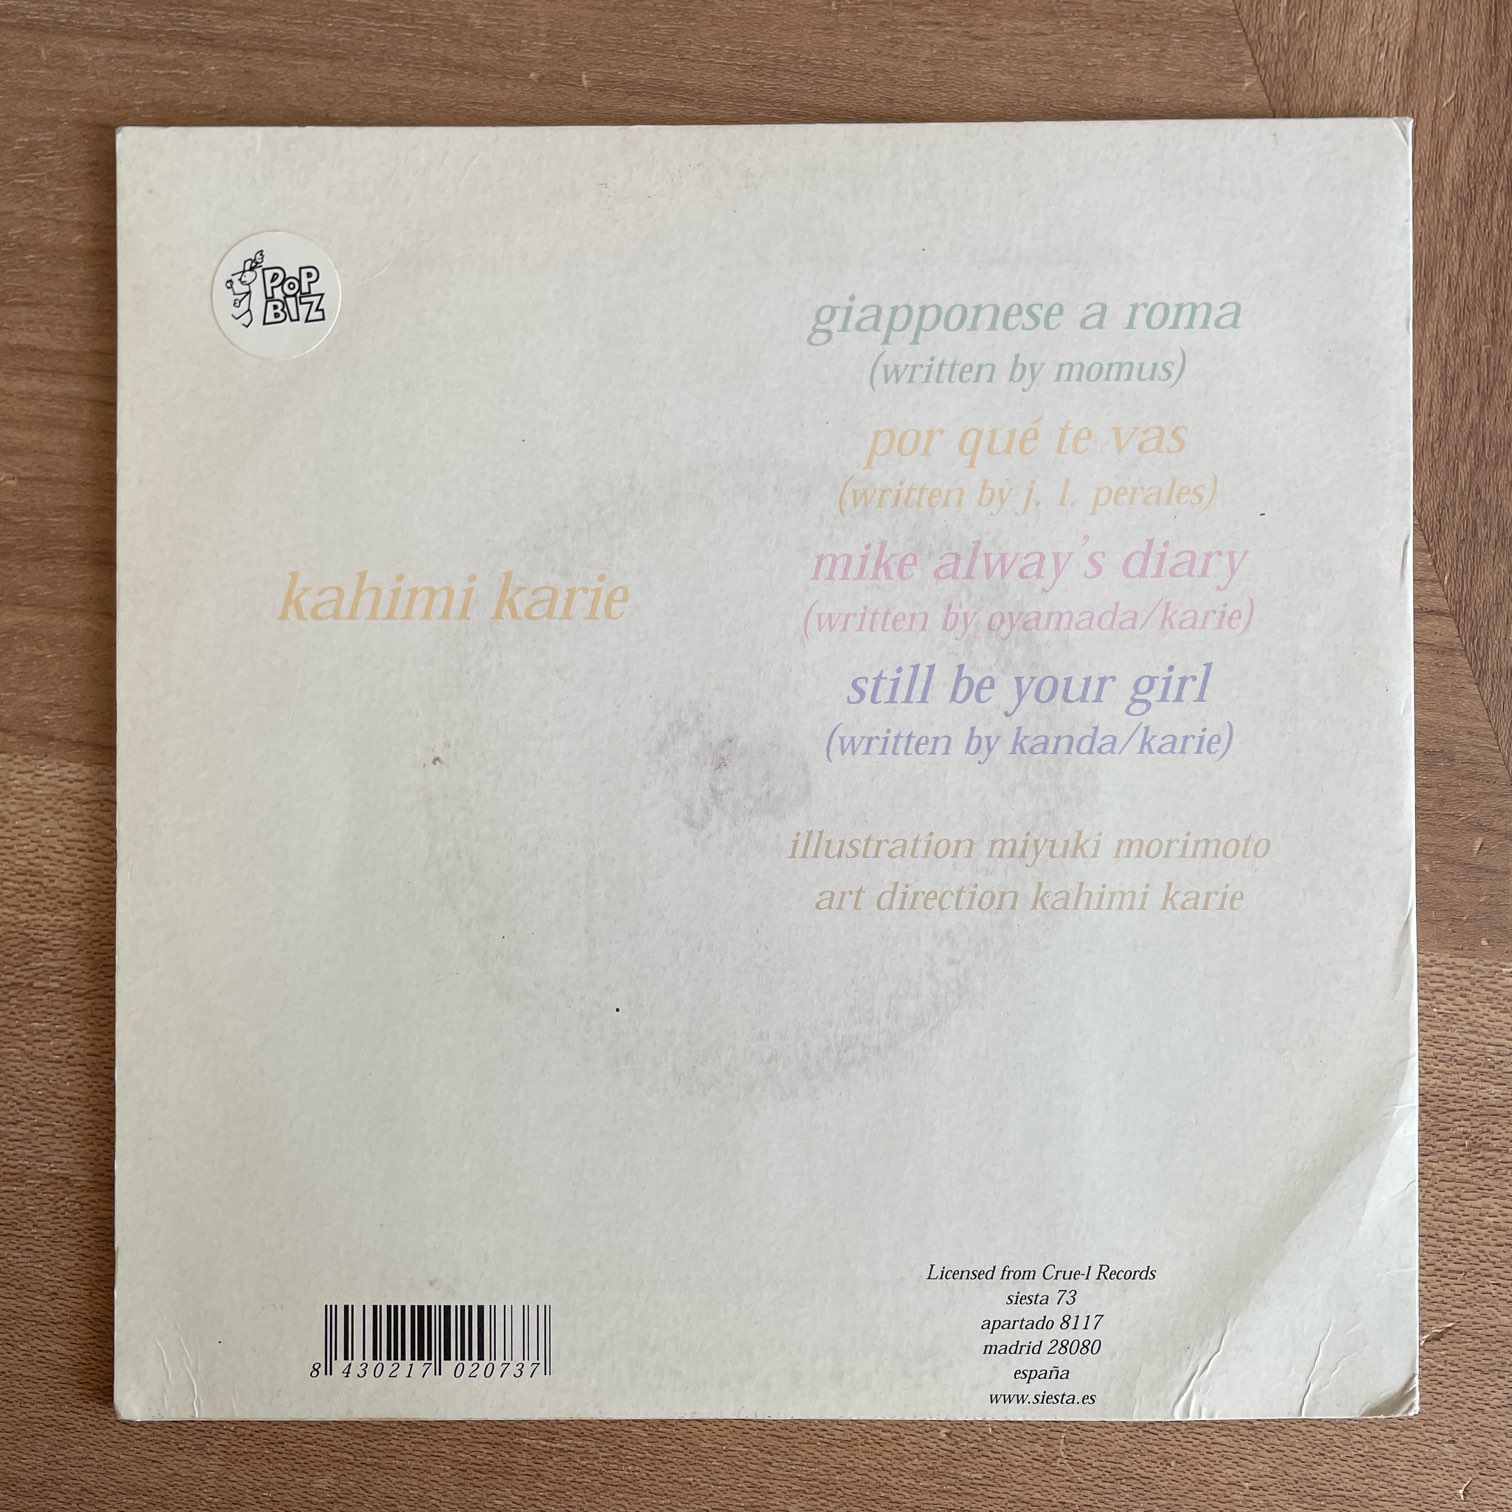 POP
BIZ
kahimi karie
giapponese a roma
(written by momus)
por qué te vas
(written by j. l. perales)
mike alway's diary
(written by oyamada/karie)
still be your girl
(written by kanda/karie)
illustration miyuki morimoto
art direction kahimi karie
8 430217 020737
Licensed from Crue-l Records
siesta 73
apartado 8117
madrid 28080
españa
www.siesta.es